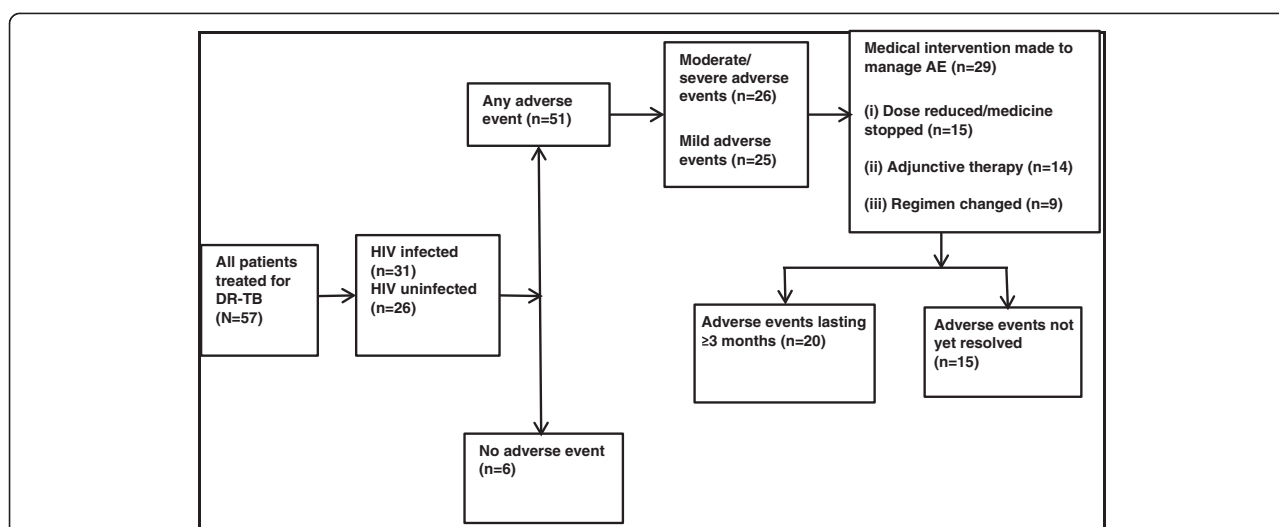 All patients
treated for
DR-TB
(N=57)
HIV infected
(n=31)
HIV uninfected
(n=26)
Any adverse
event (n=51)
No adverse event
(n=6)
Moderate/
severe adverse
events (n=26)
Mild adverse
events (n=25)
Medical intervention made to
manage AE (n=29)
(i) Dose reduced/medicine
stopped (n=15)
(ii) Adjunctive therapy (n=14)
(iii) Regimen changed (n=9)
Adverse events lasting
≥3 months (n=20)
Adverse events not
yet resolved
(n=15)